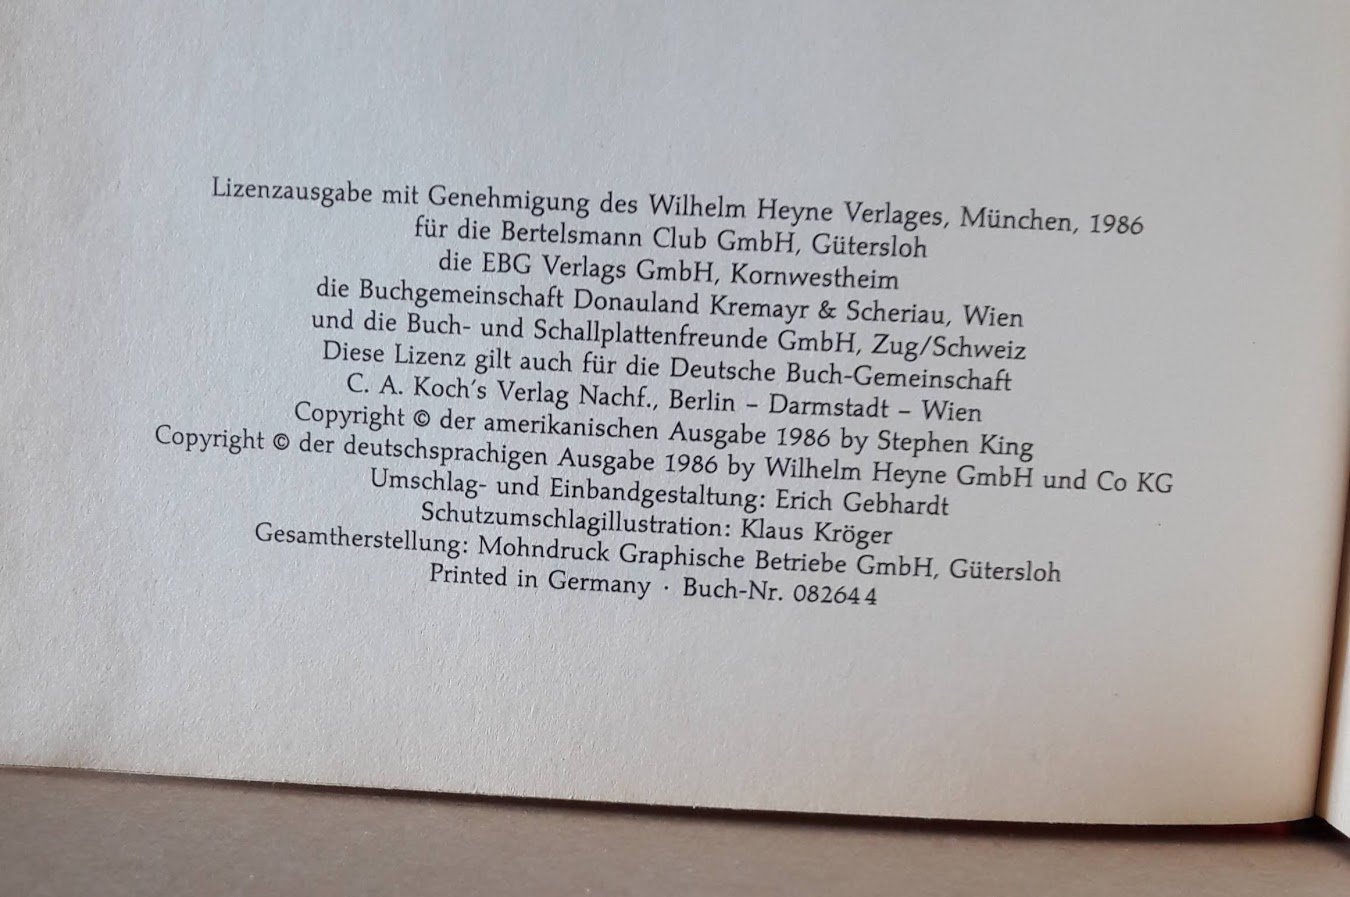 Lizenzausgabe mit Genehmigung des Wilhelm Heyne Verlages, München, 1986
für die Bertelsmann Club GmbH, Gütersloh
die EBG Verlags GmbH, Kornwestheim
die Buchgemeinschaft Donauland Kremayr & Scheriau, Wien
und die Buch- und Schallplattenfreunde GmbH, Zug/Schweiz
Diese Lizenz gilt auch für die Deutsche Buch-Gemeinschaft
C. A. Koch's Verlag Nachf., Berlin – Darmstadt – Wien
Copyright © der amerikanischen Ausgabe 1986 by Stephen King
Copyright © der deutschsprachigen Ausgabe 1986 by Wilhelm Heyne GmbH und Co KG
Umschlag- und Einbandgestaltung: Erich Gebhardt
Schutzumschlagillustration: Klaus Kröger
Gesamtherstellung: Mohndruck Graphische Betriebe GmbH, Gütersloh
Printed in Germany · Buch-Nr. 08264 4